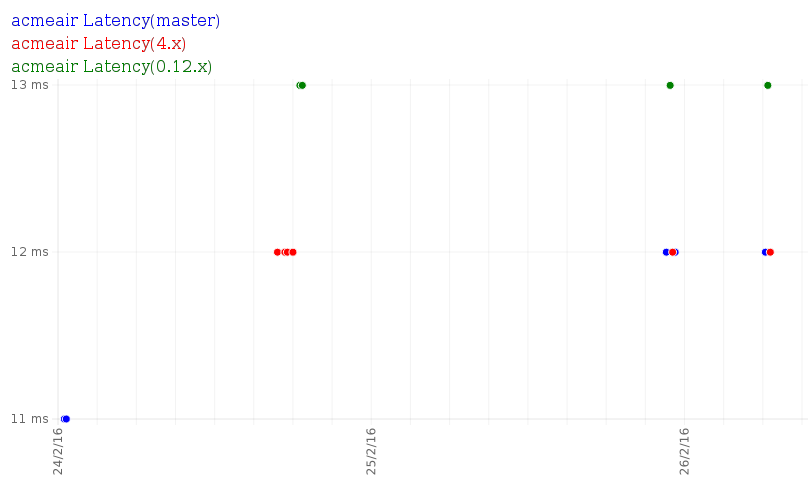 acmeair Latency(master)
acmeair Latency(4.x)
acmeair Latency(0.12.x)
13 ms
12 ms
11 ms
24/2/16
25/2/16
26/2/16